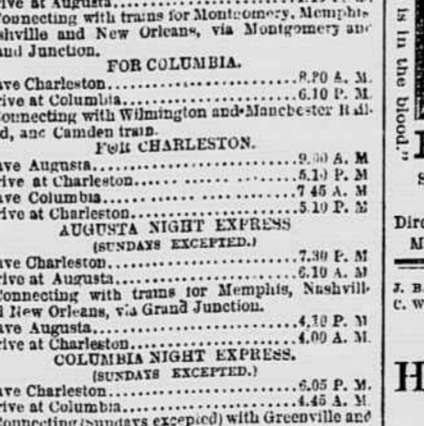 rive at Augusta
Connecting with trains for Montgomery, Memphis
shville and New Orleans, via Montgomery and
and Junction.
FOR COLUMBIA.
ave Charleston..........8.20 A. M.
rive at Columbia..........6.10 P. M.
Connecting with Wilmington and Manchester Rail-
d, and Camden train.
FOR CHARLESTON.
ave Augusta.......... A. M
rive at Charleston..........5.10 P. M
ave Columbia..........7 45 A. M
rive at Charleston..........5.10 P. M
AUGUSTA NIGHT EXPRESS
(SUNDAYS EXCEPTED.)
ave Charleston..........7.30 P. M
rive at Augusta..........6.10 A. M
Connecting with trains for Memphis, Nashvill-
d New Orleans, via Grand Junction.
ave Augusta..........4.10 P. M
rive at Charleston..........4.00 A. M.
COLUMBIA NIGHT EXPRESS.
(SUNDAYS EXCEPTED.)
ave Charleston..........6.05 P. M.
rive at Columbia..........4.45 A. M.
Connecting (Sundays excepted) with Greenville and
is in the blood."
Dire
M
J. B.
C. W
H